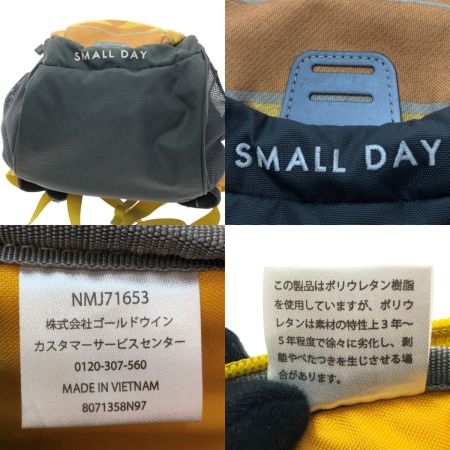 SMALL DAY
SMALL DAY
NMJ71653
株式会社ゴールドウイン
カスタマーサービスセンター
0120-307-560
MADE IN VIETNAM
8071358N97
この製品はポリウレタン樹脂
を使用していますが、ポリウ
レタンは素材の特性上3年〜
5年程度で徐々に劣化し、剥
離やべたつきを生じさせる場
合があります。